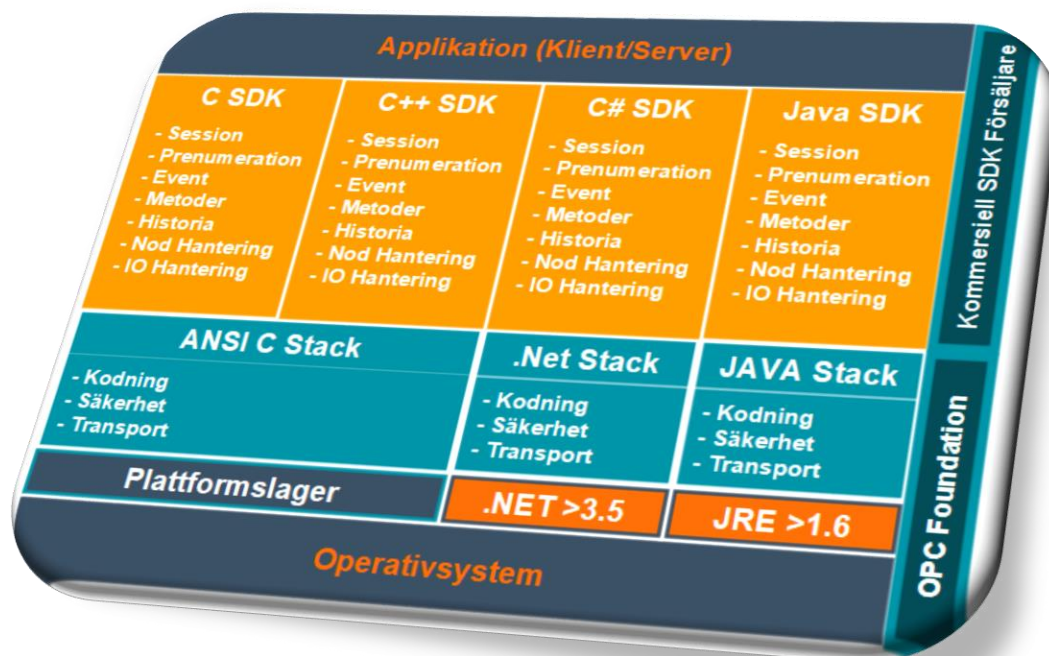 Applikation (Klient/Server)
C SDK
- Session
- Prenumeration
- Event
- Metoder
- Historia
- Nod Hantering
- IO Hantering
C++ SDK
- Session
- Prenumeration
- Event
- Metoder
- Historia
- Nod Hantering
- IO Hantering
C# SDK
- Session
- Prenumeration
- Event
- Metoder
- Historia
- Nod Hantering
- IO Hantering
Java SDK
- Session
- Prenumeration
- Event
- Metoder
- Historia
- Nod Hantering
- IO Hantering
Kommersiell SDK Försäljare
ANSI C Stack
- Kodning
- Säkerhet
- Transport
.Net Stack
- Kodning
- Säkerhet
- Transport
JAVA Stack
- Kodning
- Säkerhet
- Transport
OPC Foundation
Plattformslager
.NET >3.5
JRE >1.6
Operativsystem